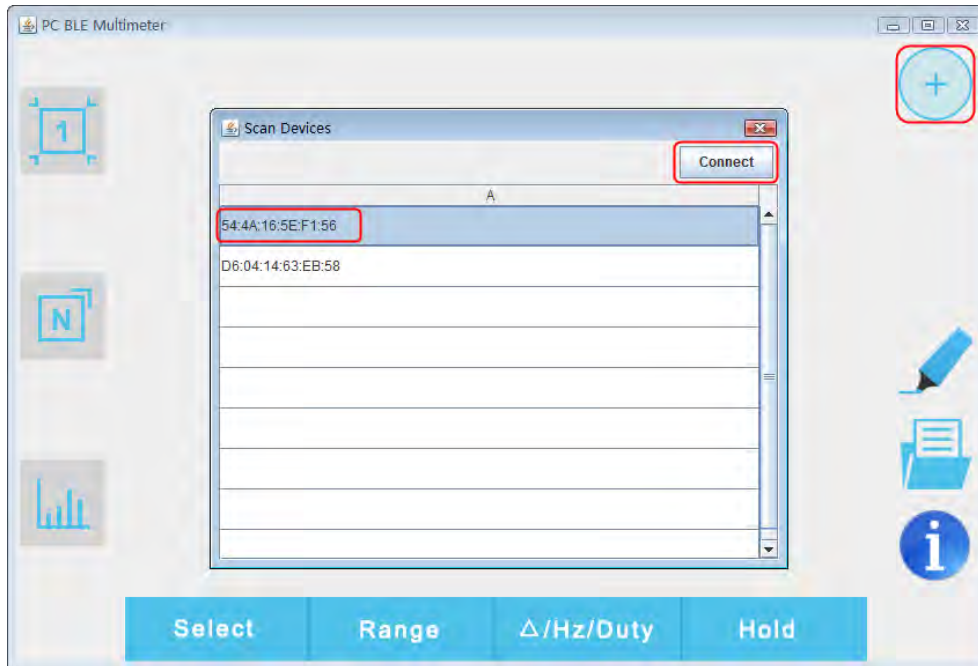 PC BLE Multimeter
1
Scan Devices
Connect
A
54:4A:16:5E:F1:56
D6:04:14:63:EB:58
N
i
Select Range △/Hz/Duty Hold